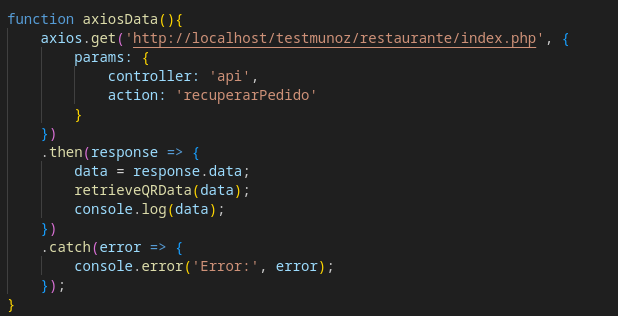 function axiosData(){
    axios.get('http://localhost/testmunoz/restaurante/index.php', {
        params: {
            controller: 'api',
            action: 'recuperarPedido'
        }
    })
    .then(response => {
        data = response.data;
        retrieveQRData(data);
        console.log(data);
    })
    .catch(error => {
        console.error('Error:', error);
    });
}